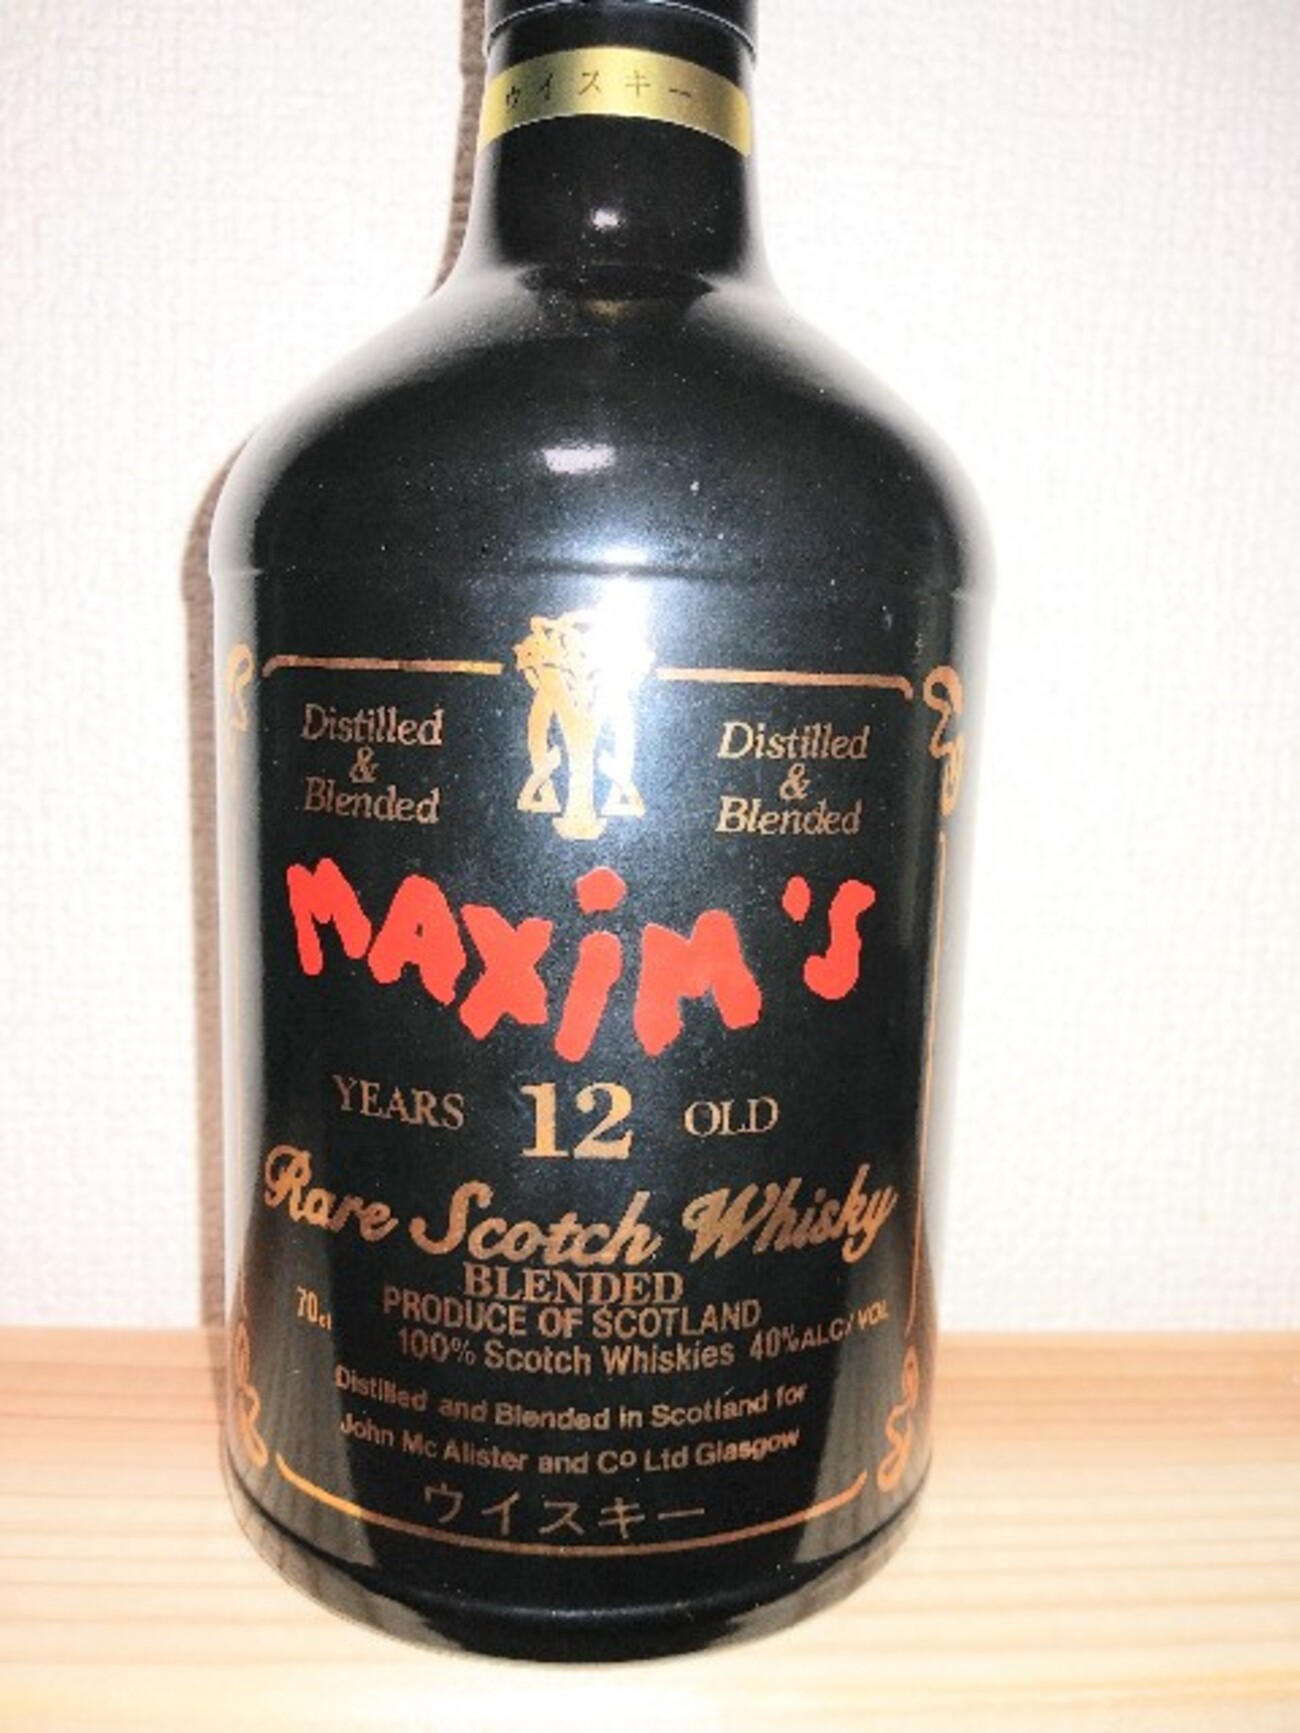 ウイスキー
Distilled
&
Blended
Distilled
&
Blended
MAXiM'S
YEARS 12 OLD
Rare Scotch Whisky
BLENDED
70cl PRODUCE OF SCOTLAND
100% Scotch Whiskies 40%ALC/VOL
Distilled and Blended in Scotland for
John Mc Alister and Co Ltd Glasgow
ウイスキー